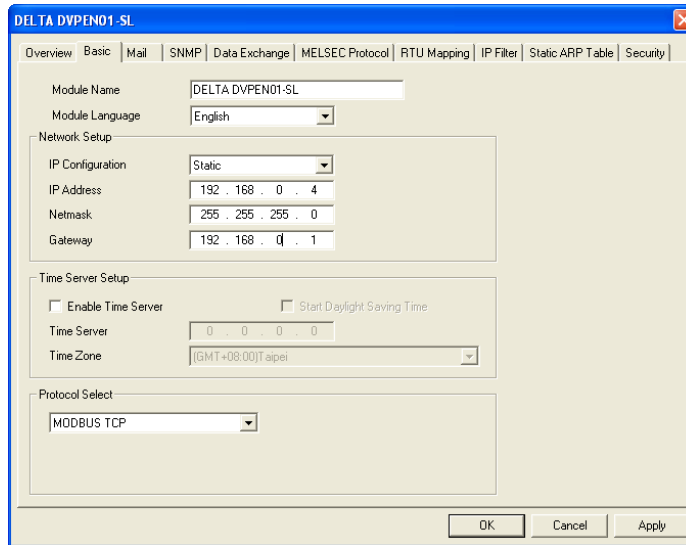 DELTA DVPEN01-SL
Overview Basic Mail SNMP Data Exchange MELSEC Protocol RTU Mapping IP Filter Static ARP Table Security
Module Name DELTA DVPEN01-SL
Module Language English
Network Setup
IP Configuration Static
IP Address 192 . 168 . 0 . 4
Netmask 255 . 255 . 255 . 0
Gateway 192 . 168 . 0 . 1
Time Server Setup
Enable Time Server Start Daylight Saving Time
Time Server 0 . 0 . 0 . 0
Time Zone (GMT+08:00)Taipei
Protocol Select
MODBUS TCP
OK Cancel Apply